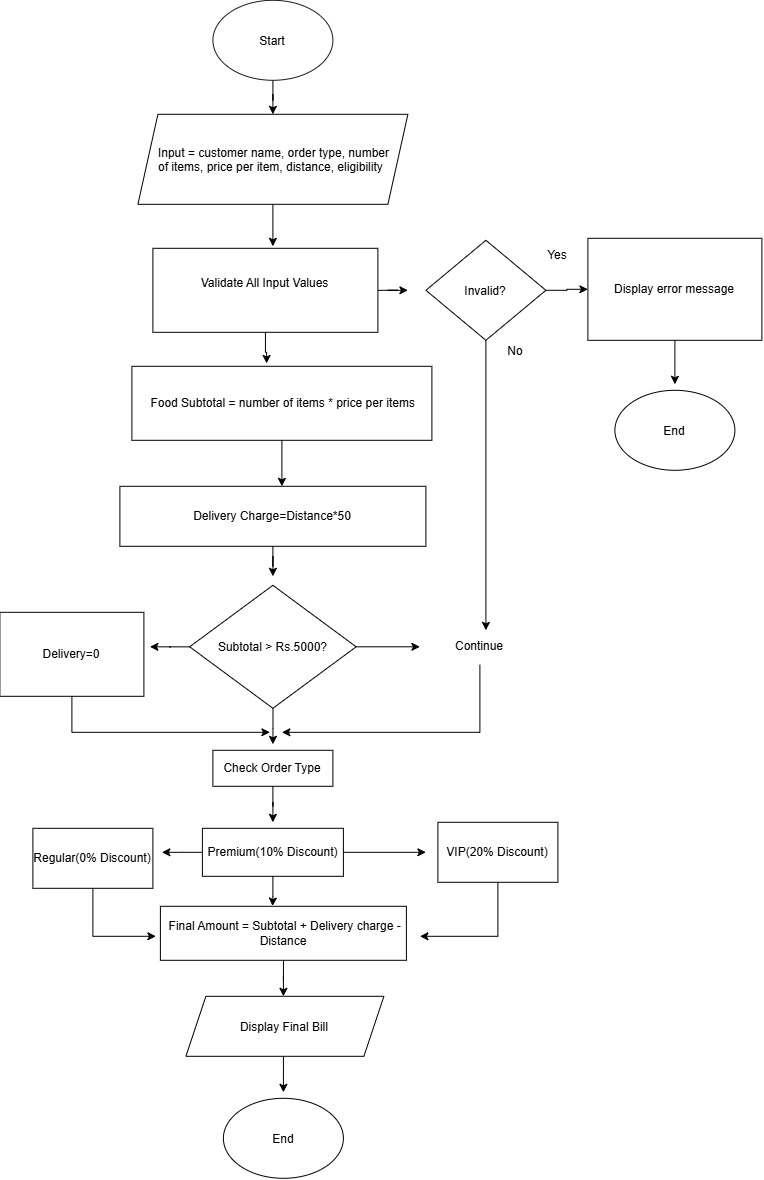 Start
Input = customer name, order type, number
of items, price per item, distance, eligibility
Validate All Input Values
Invalid?
Yes
Display error message
No
End
Food Subtotal = number of items * price per items
Delivery Charge=Distance*50
Delivery=0
Subtotal > Rs.5000?
Continue
Check Order Type
Regular(0% Discount)
Premium(10% Discount)
VIP(20% Discount)
Final Amount = Subtotal + Delivery charge -
Distance
Display Final Bill
End